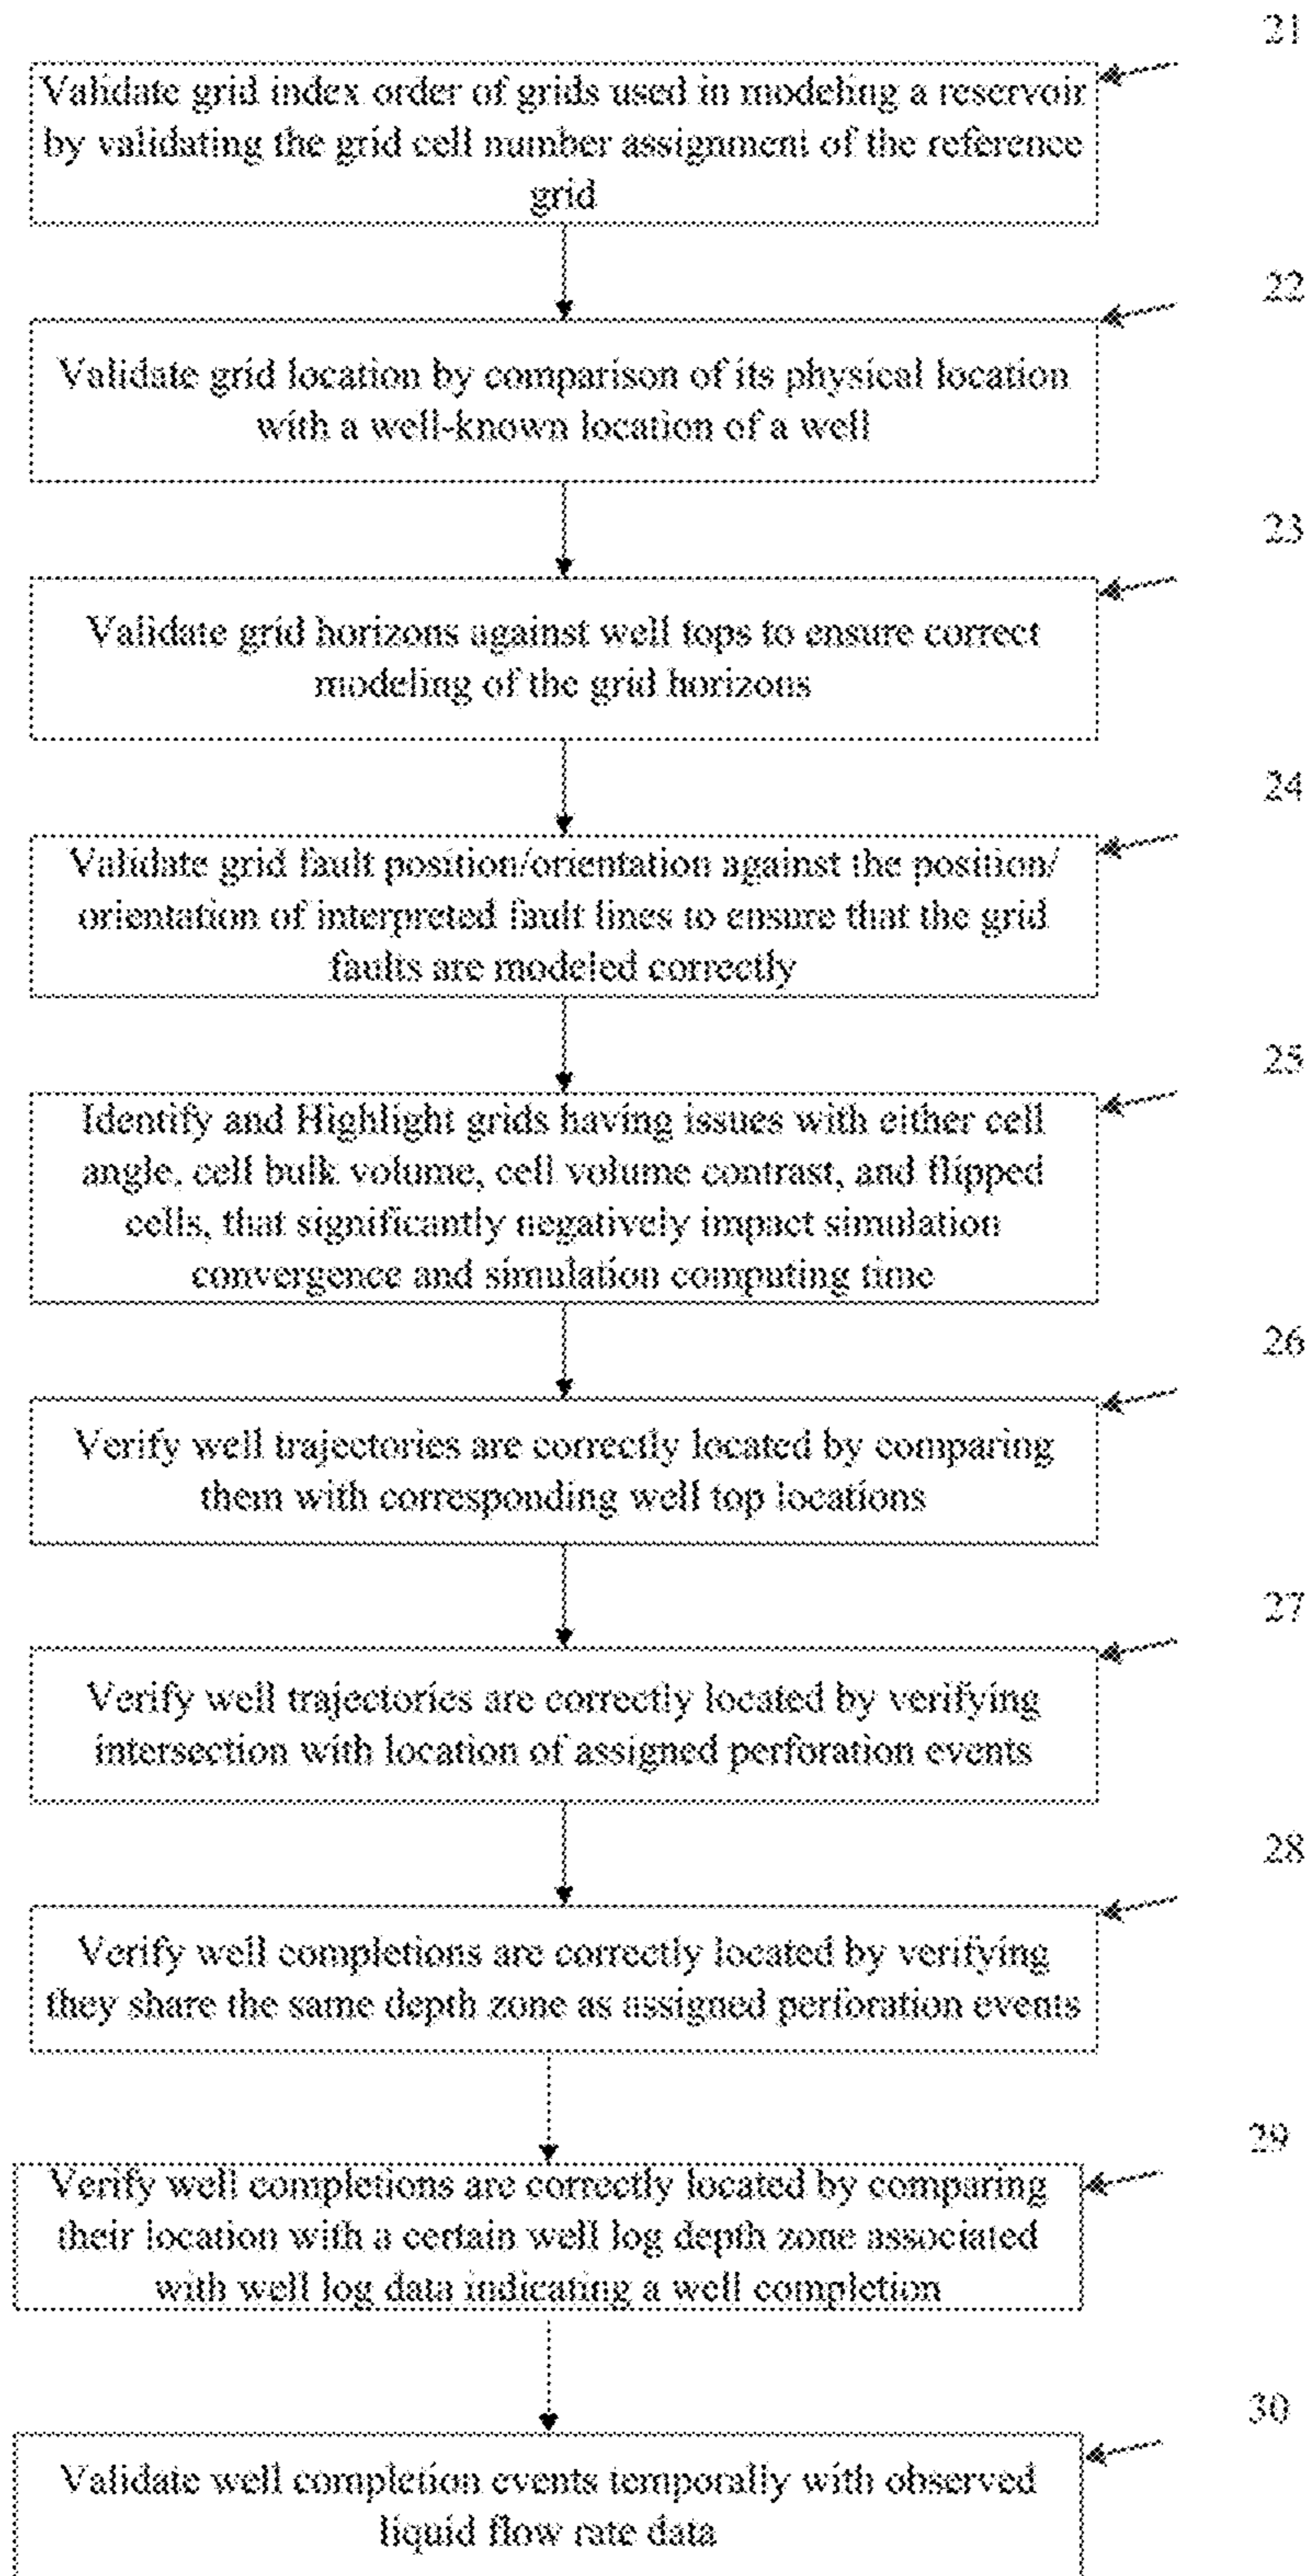 21
Validate grid index order of grids used in modeling a reservoir
by validating the grid cell number assignment of the reference
grid
22
Validate grid location by comparison of its physical location
with a well-known location of a well
23
Validate grid horizons against well tops to ensure correct
modeling of the grid horizons
24
Validate grid fault position/orientation against the position/
orientation of interpreted fault lines to ensure that the grid
faults are modeled correctly
25
Identify and Highlight grids having issues with either cell
angle, cell bulk volume, cell volume contrast, and flipped
cells, that significantly negatively impact simulation
convergence and simulation computing time
26
Verify well trajectories are correctly located by comparing
them with corresponding well top locations
27
Verify well trajectories are correctly located by verifying
intersection with location of assigned perforation events
28
Verify well completions are correctly located by verifying
they share the same depth zone as assigned perforation events
29
Verify well completions are correctly located by comparing
their location with a certain well log depth zone associated
with well log data indicating a well completion
30
Validate well completion events temporally with observed
liquid flow rate data